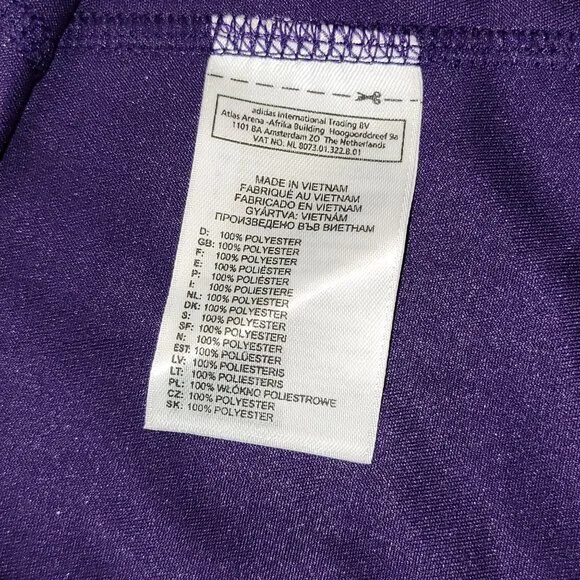 adidas International Trading BV
Atlas Arena -Afrika Building Hoogoorddreef 9a
1101 BA Amsterdam ZO The Netherlands
VAT NO. NL 8073.01.322.B.01
MADE IN VIETNAM
FABRIQUÉ AU VIETNAM
FABRICADO EN VIETNAM
GYÁRTVA: VIETNÁM
ПРОИЗВЕДЕНО ВЪВ ВИЕТНАМ
D: 100% POLYESTER
GB: 100% POLYESTER
F: 100% POLYESTER
E: 100% POLIÉSTER
P: 100% POLIÉSTER
I: 100% POLIESTERE
NL: 100% POLYESTER
DK: 100% POLYESTER
S: 100% POLYESTER
SF: 100% POLYESTERI
N: 100% POLYESTER
EST: 100% POLÜESTER
LV: 100% POLIESTERIS
LT: 100% POLIESTERIS
PL: 100% WŁÓKNO POLIESTROWE
CZ: 100% POLYESTER
SK: 100% POLYESTER